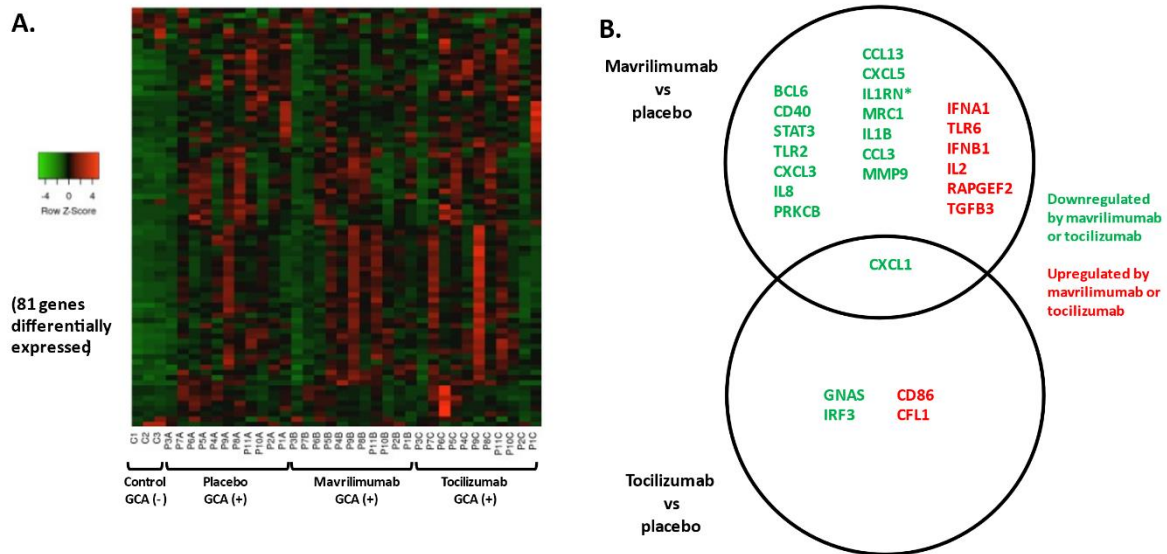 A.
-4 0 4
Row Z-Score
(81 genes
differentially
expressed)
C1 C2 C3 P3A P7A P6A P5A P4A P9A P8A P11A P10A P2A P1A P3B P7B P6B P5B P4B P9B P8B P11B P10B P2B P1B P3C P7C P6C P5C P4C P9C P8C P11C P10C P2C P1C
Control
GCA (-)
Placebo
GCA (+)
Mavrilimumab
GCA (+)
Tocilizumab
GCA (+)
B.
Mavrilimumab
vs
placebo
BCL6
CD40
STAT3
TLR2
CXCL3
IL8
PRKCB
CCL13
CXCL5
IL1RN*
MRC1
IL1B
CCL3
MMP9
IFNA1
TLR6
IFNB1
IL2
RAPGEF2
TGFB3
CXCL1
Downregulated
by mavrilimumab
or tocilizumab
Upregulated by
mavrilimumab or
tocilizumab
GNAS
IRF3
CD86
CFL1
Tocilizumab
vs
placebo